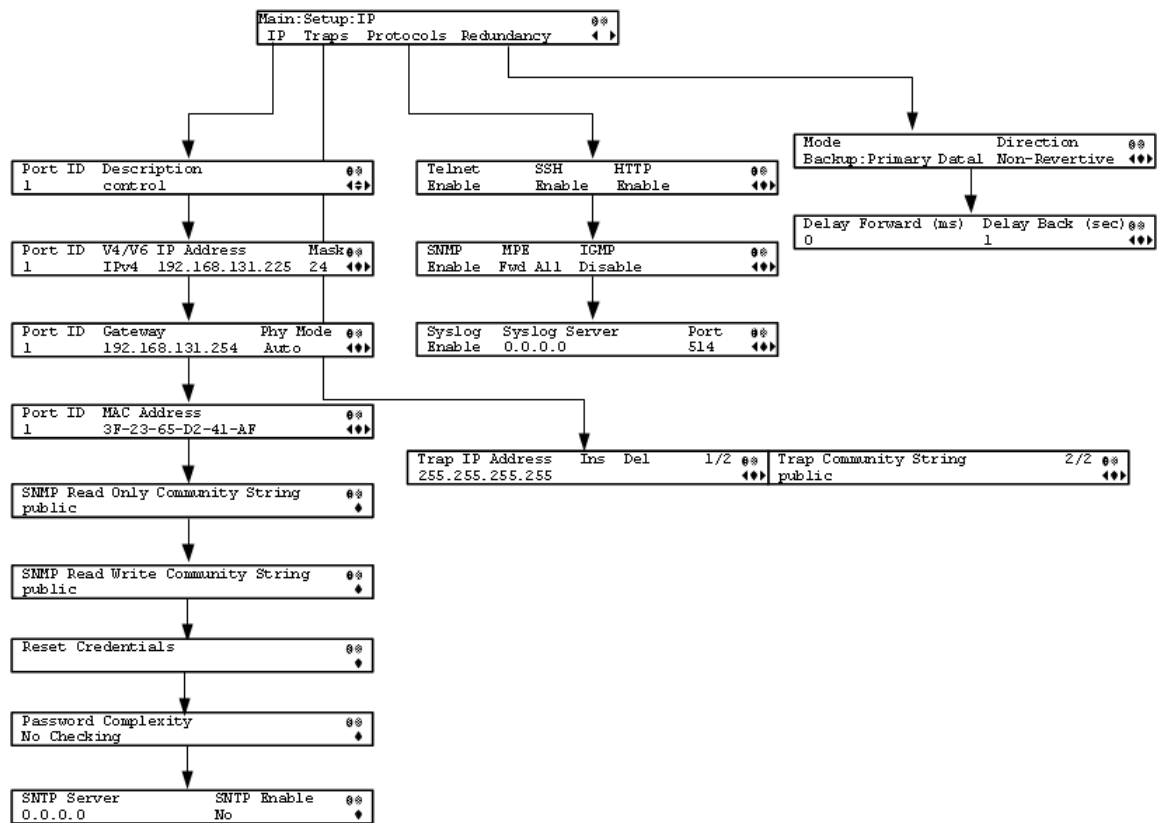 Main:Setup:IP
IP Traps Protocols Redundancy
Port ID Description
1 control
Port ID V4/V6 IP Address Mask
1 IPv4 192.168.131.225 24
Port ID Gateway Phy Mode
1 192.168.131.254 Auto
Port ID MAC Address
1 3F-23-65-D2-41-AF
SNMP Read Only Community String
public
SNMP Read Write Community String
public
Reset Credentials
Password Complexity
No Checking
SNTP Server SNTP Enable
0.0.0.0 No
Telnet SSH HTTP
Enable Enable Enable
SNMP MPE IGMP
Enable Fwd All Disable
Syslog Syslog Server Port
Enable 0.0.0.0 514
Trap IP Address Ins Del 1/2
255.255.255.255
Trap Community String 2/2
public
Mode Direction
Backup:Primary Data1 Non-Revertive
Delay Forward (ms) Delay Back (sec)
0 1